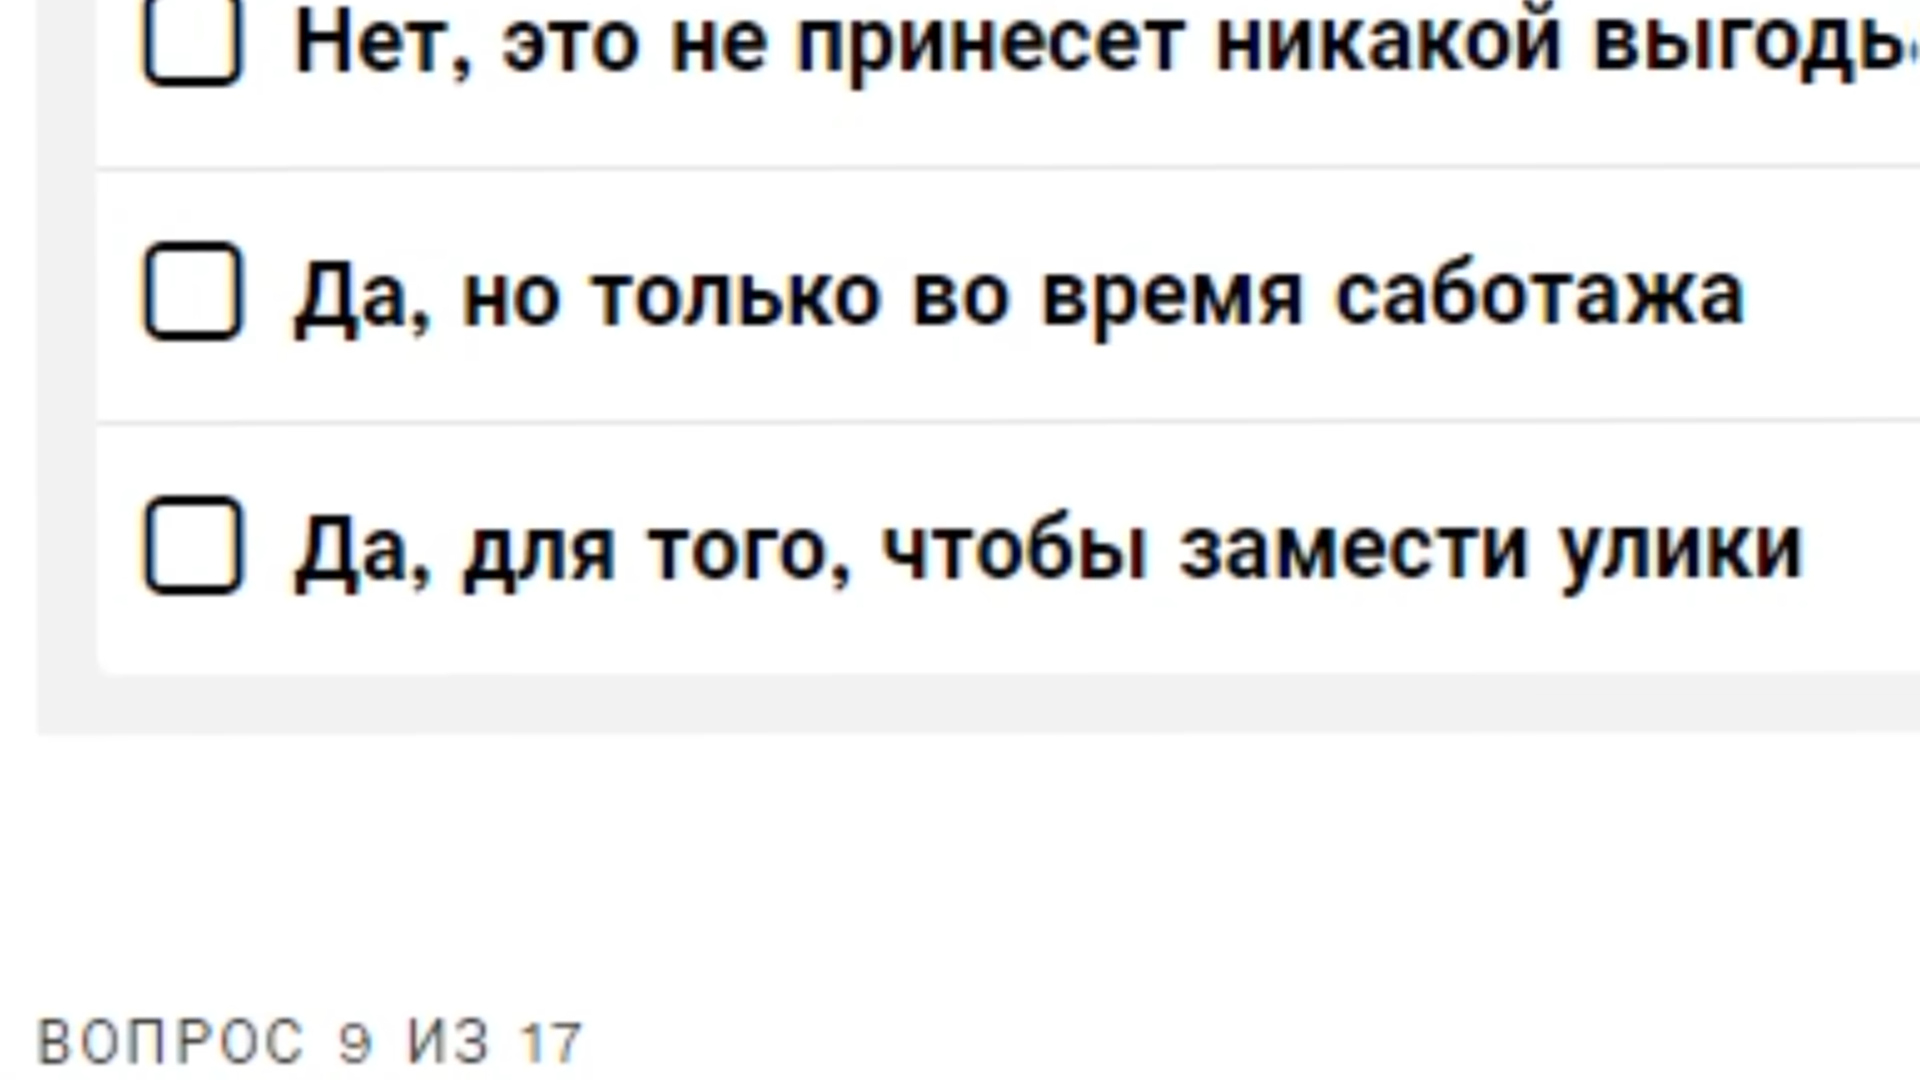 Нет, это не принесет никакой
Да, но только во время саботажа
Да, для того, чтобы замести улики
ВОПРОС 9 ИЗ 17